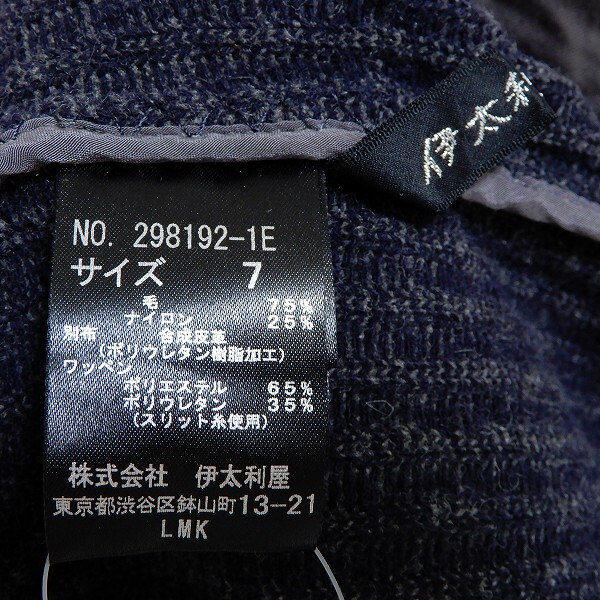 伊太利
NO. 298192-1E
サイズ 7
毛 75%
ナイロン 25%
別布 合成皮革
(ポリウレタン樹脂加工)
ワッペン
ポリエステル 65%
ポリウレタン 35%
(スリット糸使用)
株式会社 伊太利屋
東京都渋谷区鉢山町13-21
LMK